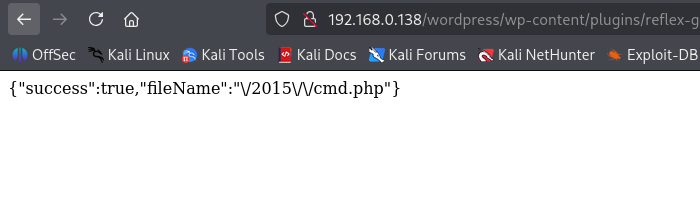 192.168.0.138/wordpress/wp-content/plugins/reflex-g
OffSec Kali Linux Kali Tools Kali Docs Kali Forums Kali NetHunter Exploit-DB
{"success":true,"fileName":"\/2015\/\/cmd.php"}